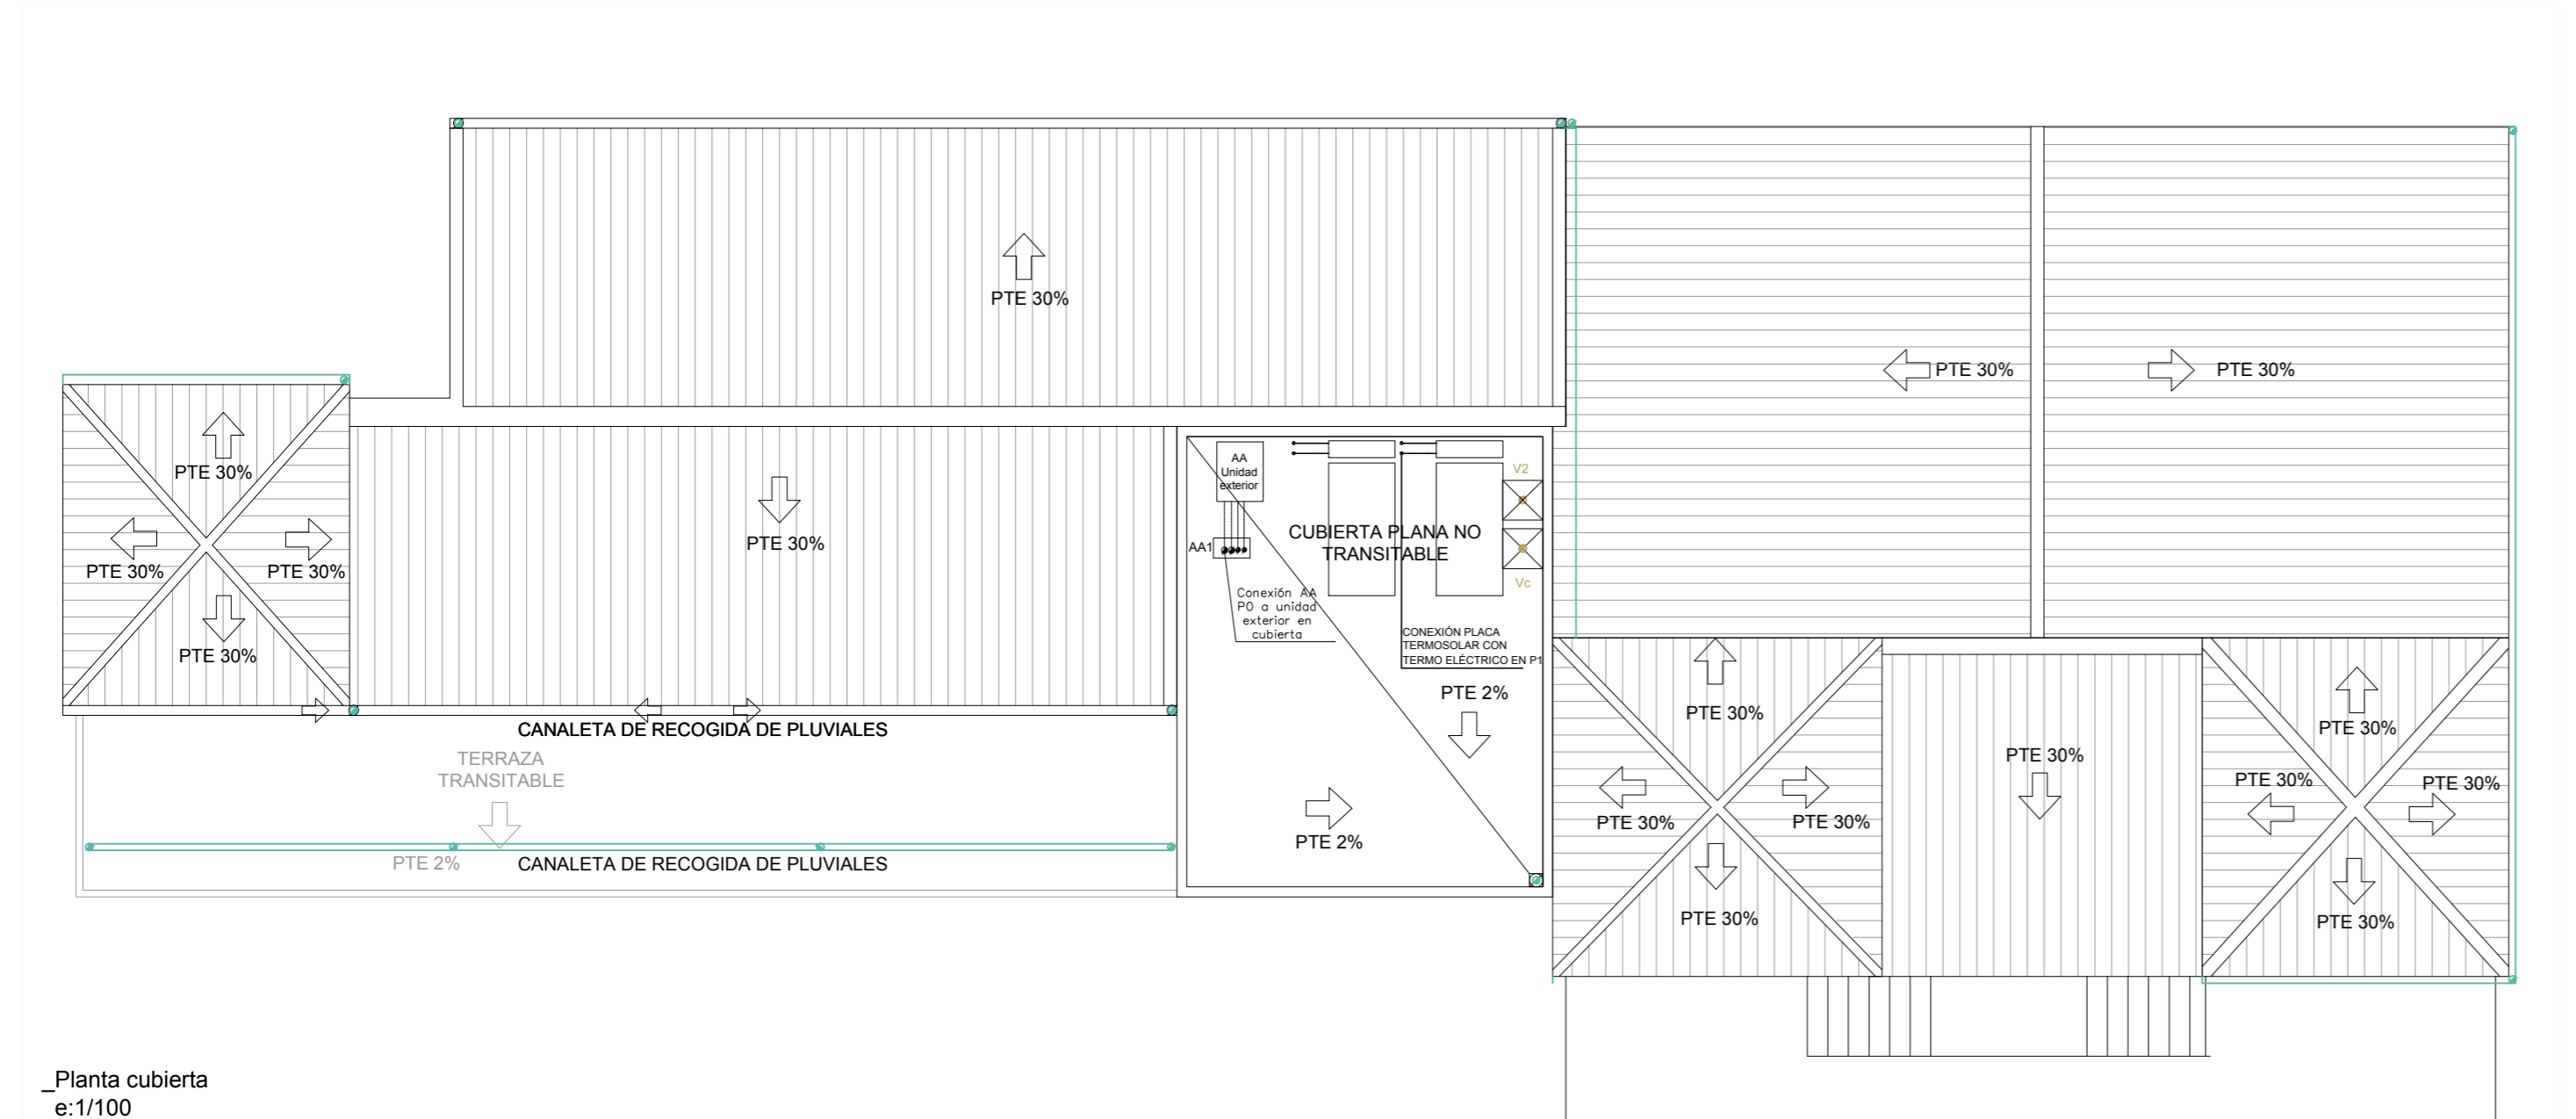 PTE 30%
PTE 30%
PTE 30%
PTE 30%
PTE 30%
PTE 30%
PTE 30%
PTE 30%
CANALETA DE RECOGIDA DE PLUVIALES
TERRAZA
TRANSITABLE
PTE 2%
CANALETA DE RECOGIDA DE PLUVIALES
AA
Unidad
exterior
AA1
V2
CUBIERTA PLANA NO
TRANSITABLE
Vc
Conexión AA
P0 a unidad
exterior en
cubierta
CONEXIÓN PLACA
TERMOSOLAR CON
TERMO ELÉCTRICO EN P1
PTE 2%
PTE 2%
PTE 30%
PTE 30%
PTE 30%
PTE 30%
PTE 30%
PTE 30%
PTE 30%
PTE 30%
PTE 30%
_Planta cubierta
e:1/100